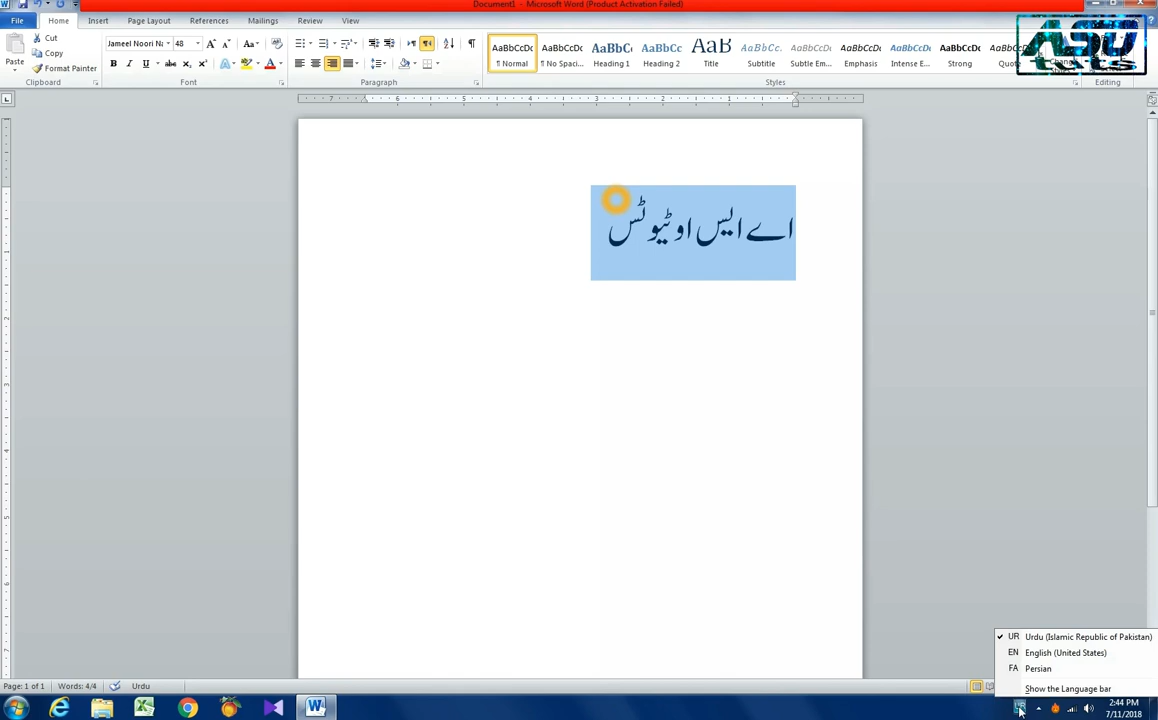 Document1 - Microsoft Word (Product Activation Failed)
File Home Insert Page Layout References Mailings Review View
Cut
Copy
Paste
Format Painter
Clipboard
Jameel Noori Na 48
Font
Paragraph
AaBbCcDc AaBbCcDc AaBbC AaBbCc AaB AaBbCc. AaBbCcDc AaBbCcDc AaBbCcDc AaBbCcDc
¶ Normal ¶ No Spaci... Heading 1 Heading 2 Title Subtitle Subtle Em... Emphasis Intense E... Strong Quote
Styles
Editing
ASU
اے ایس او ٹیوٹس
UR Urdu (Islamic Republic of Pakistan)
EN English (United States)
FA Persian
Show the Language bar
Page: 1 of 1 Words: 4/4 Urdu
UR
2:44 PM
7/11/2018